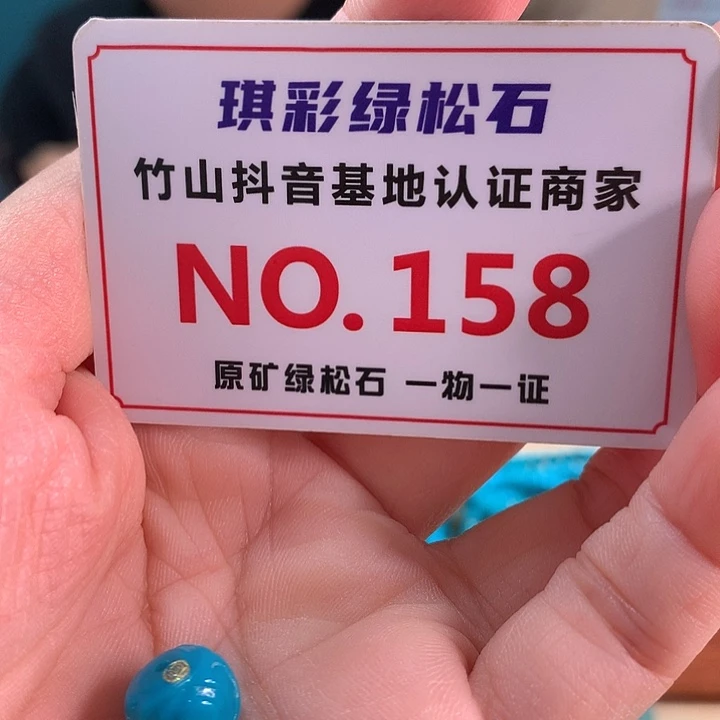 琪彩绿松石
竹山抖音基地认证商家
NO.158
原矿绿松石 一物一证